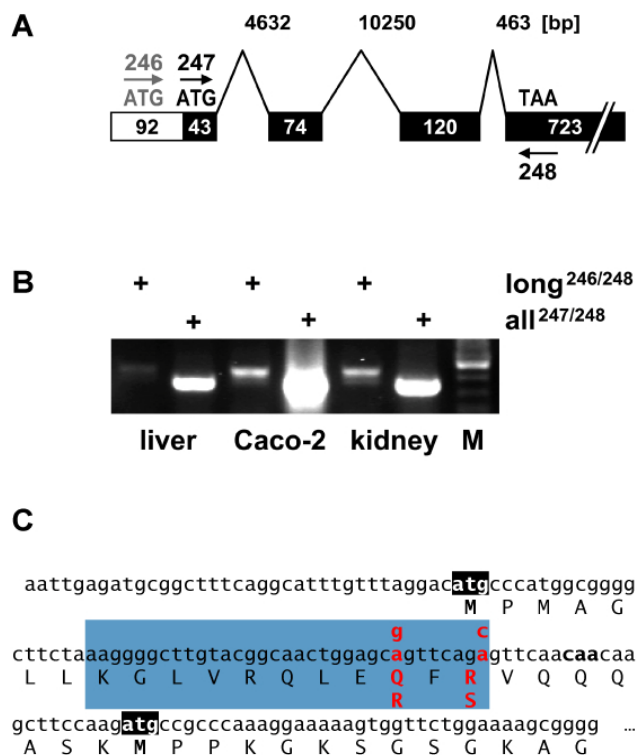 A
4632 10250 463 [bp]
246 247
ATG ATG TAA
92 43 74 120 723
248
B
+ + + long246/248
+ + + all247/248
liver Caco-2 kidney M
C
aattgagatgcggctttcaggcatttgtttaggacatgcccatggcgggg
M P M A G
g c
cttctaaaggggcttgtacggcaactggagcagttcagagttcaacaacaa
L L K G L V R Q L E Q F R V Q Q Q
R S
gcttccaagatgccgcccaaaggaaaaagtggttctggaaaagcgggg ...
A S K M P P K G K S G S G K A G